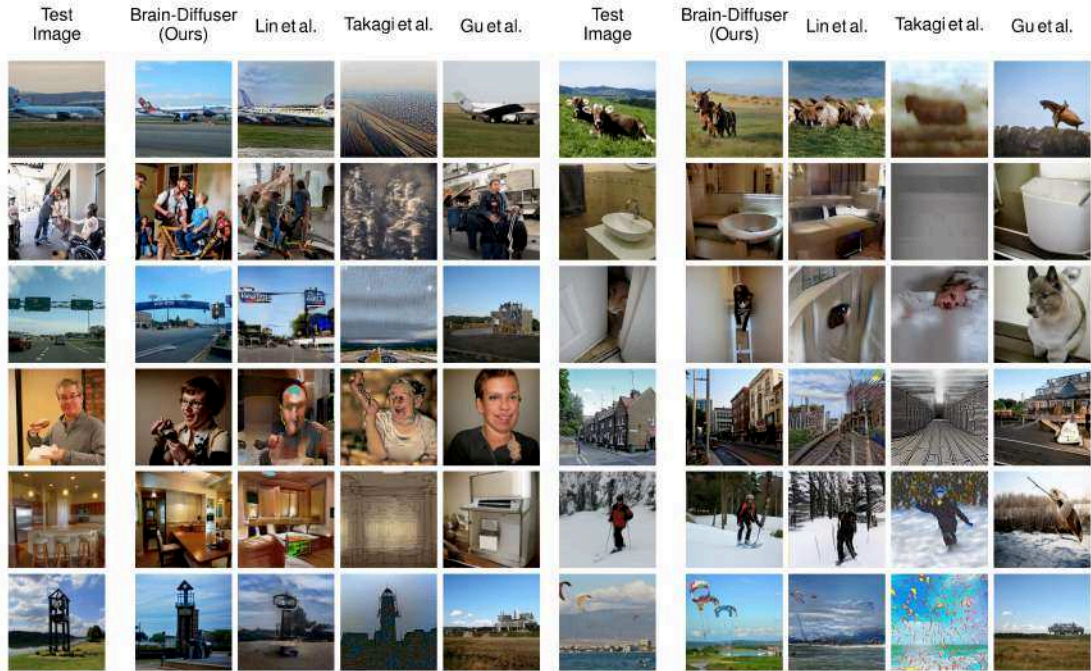 Test Image
Brain-Diffuser (Ours)
Lin et al.
Takagi et al.
Gu et al.
Test Image
Brain-Diffuser (Ours)
Lin et al.
Takagi et al.
Gu et al.